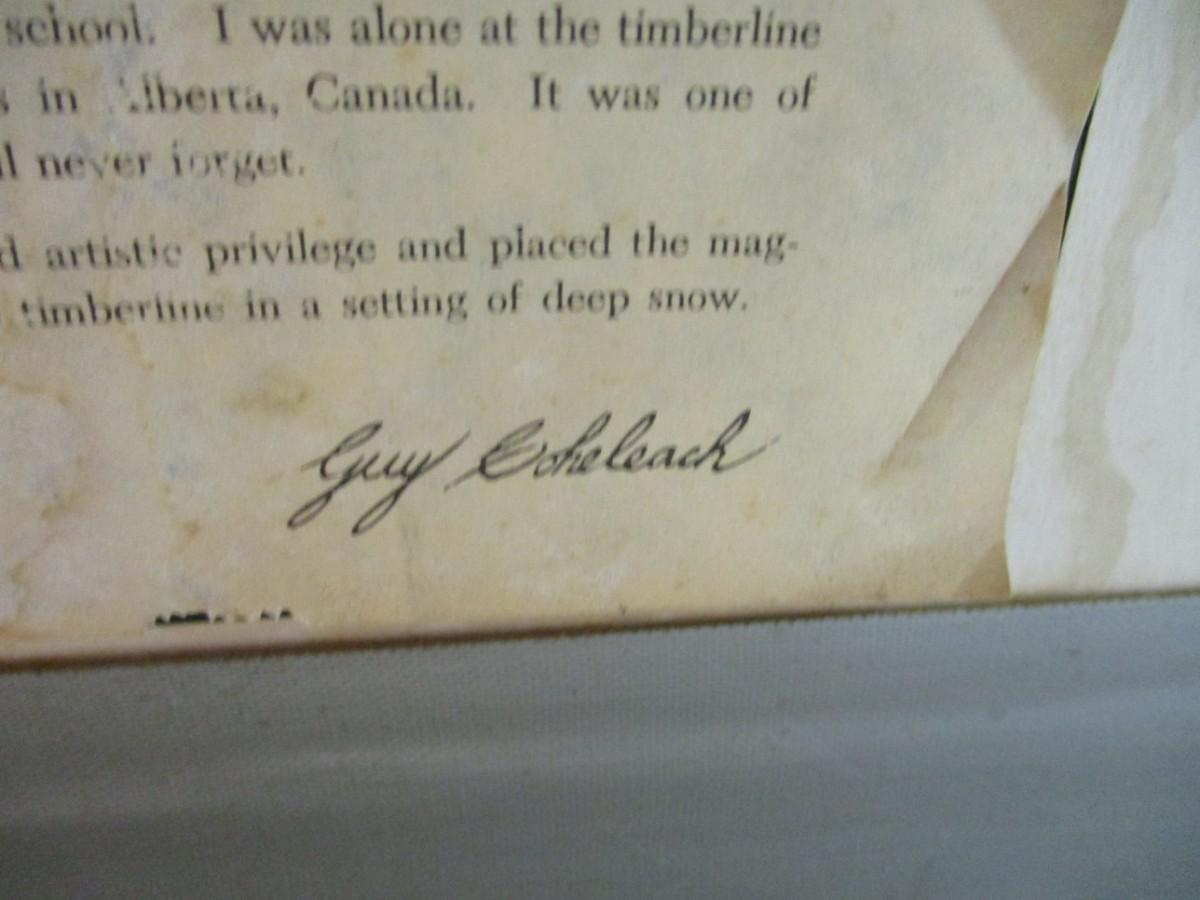 school. I was alone at the timberline
in Alberta, Canada. It was one of
never forget.
artistic privilege and placed the mag-
timberline in a setting of deep snow.
Guy Coheleach